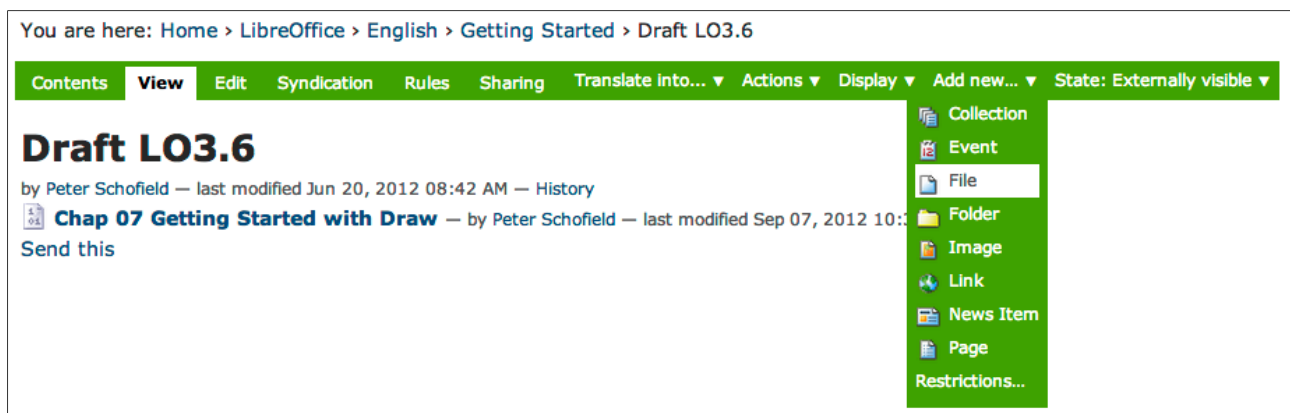 You are here: Home › LibreOffice › English › Getting Started › Draft LO3.6
Contents View Edit Syndication Rules Sharing Translate into... ▼ Actions ▼ Display ▼ Add new... ▼ State: Externally visible ▼
Collection
Event
File
Folder
Image
Link
News Item
Page
Restrictions...
Draft LO3.6
by Peter Schofield — last modified Jun 20, 2012 08:42 AM — History
Chap 07 Getting Started with Draw — by Peter Schofield — last modified Sep 07, 2012
Send this